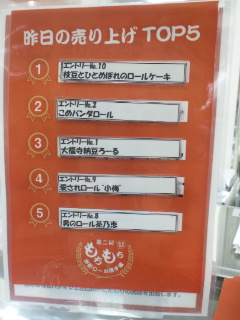 昨日の売り上げ TOP5
1
エントリーNo.10
枝豆とひとめぼれのロールケーキ
2
エントリーNo.2
こめパンダロール
3
エントリーNo.1
大福寺納豆ろーる
4
エントリーNo.9
愛されロール"小梅"
5
エントリーNo.8
男のロール弟乃恋
第二回
もちもち